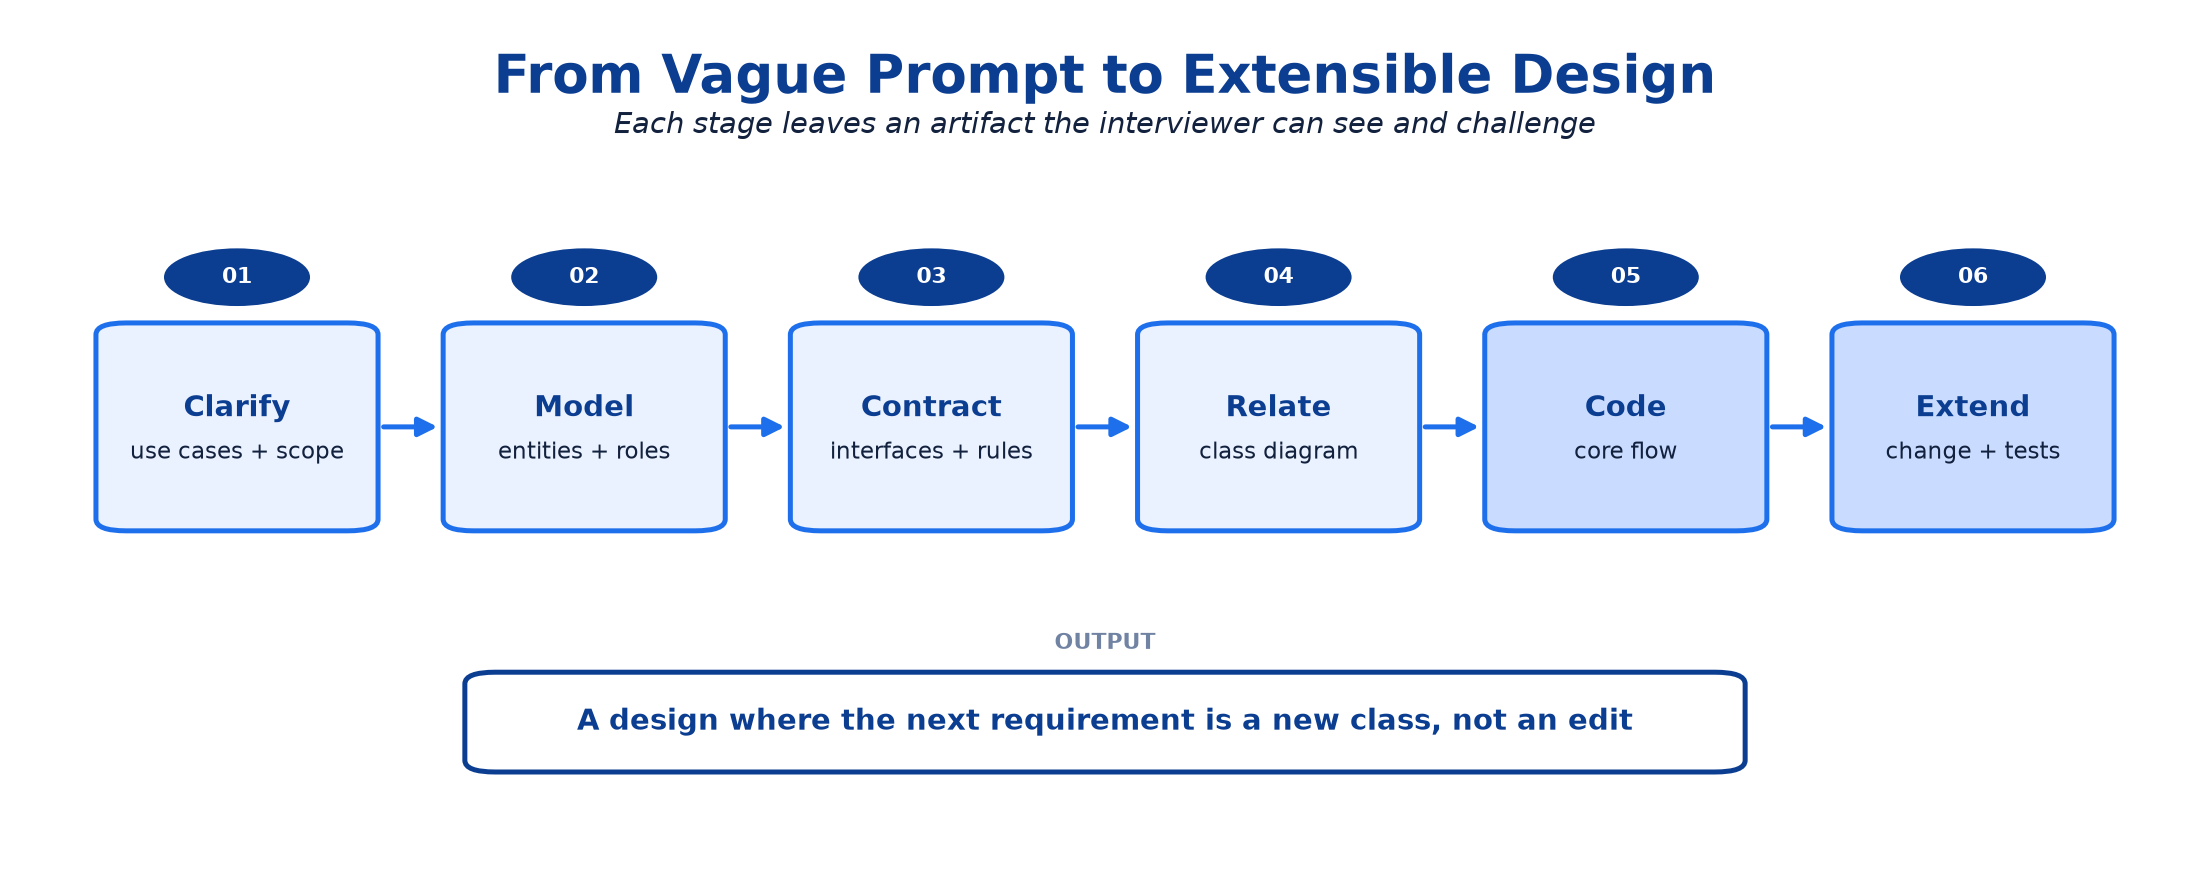 From Vague Prompt to Extensible Design
Each stage leaves an artifact the interviewer can see and challenge
01
02
03
04
05
06
Clarify
use cases + scope
Model
entities + roles
Contract
interfaces + rules
Relate
class diagram
Code
core flow
Extend
change + tests
OUTPUT
A design where the next requirement is a new class, not an edit